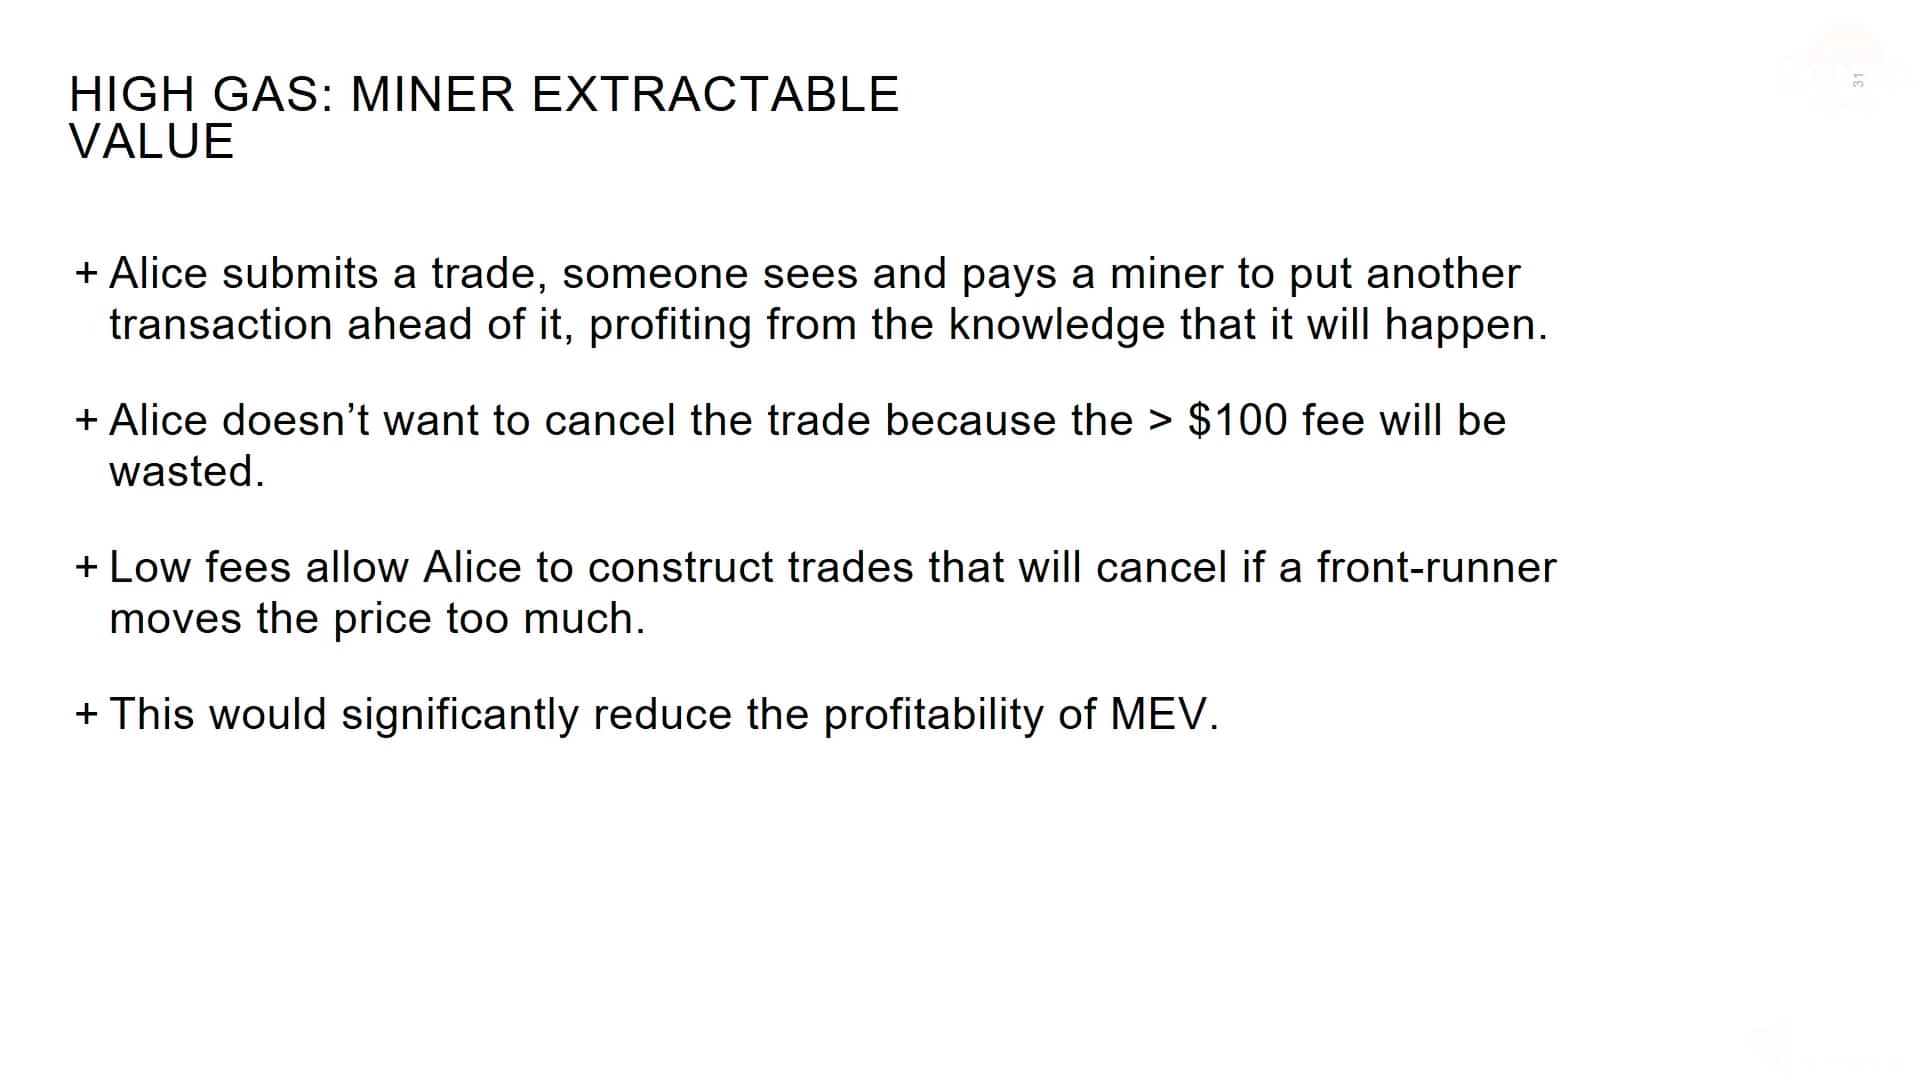 HIGH GAS: MINER EXTRACTABLE
VALUE
31
+ Alice submits a trade, someone sees and pays a miner to put another
transaction ahead of it, profiting from the knowledge that it will happen.
+ Alice doesn’t want to cancel the trade because the > $100 fee will be
wasted.
+ Low fees allow Alice to construct trades that will cancel if a front-runner
moves the price too much.
+ This would significantly reduce the profitability of MEV.